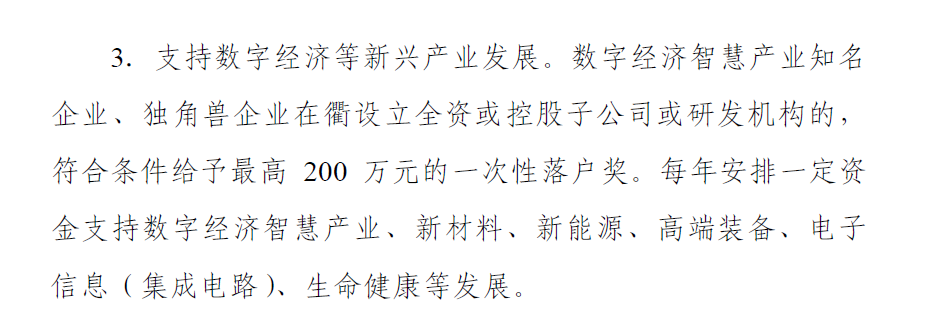 3. 支持数字经济等新兴产业发展。数字经济智慧产业知名
企业、独角兽企业在衢设立全资或控股子公司或研发机构的，
符合条件给予最高 200 万元的一次性落户奖。每年安排一定资
金支持数字经济智慧产业、新材料、新能源、高端装备、电子
信息（集成电路）、生命健康等发展。